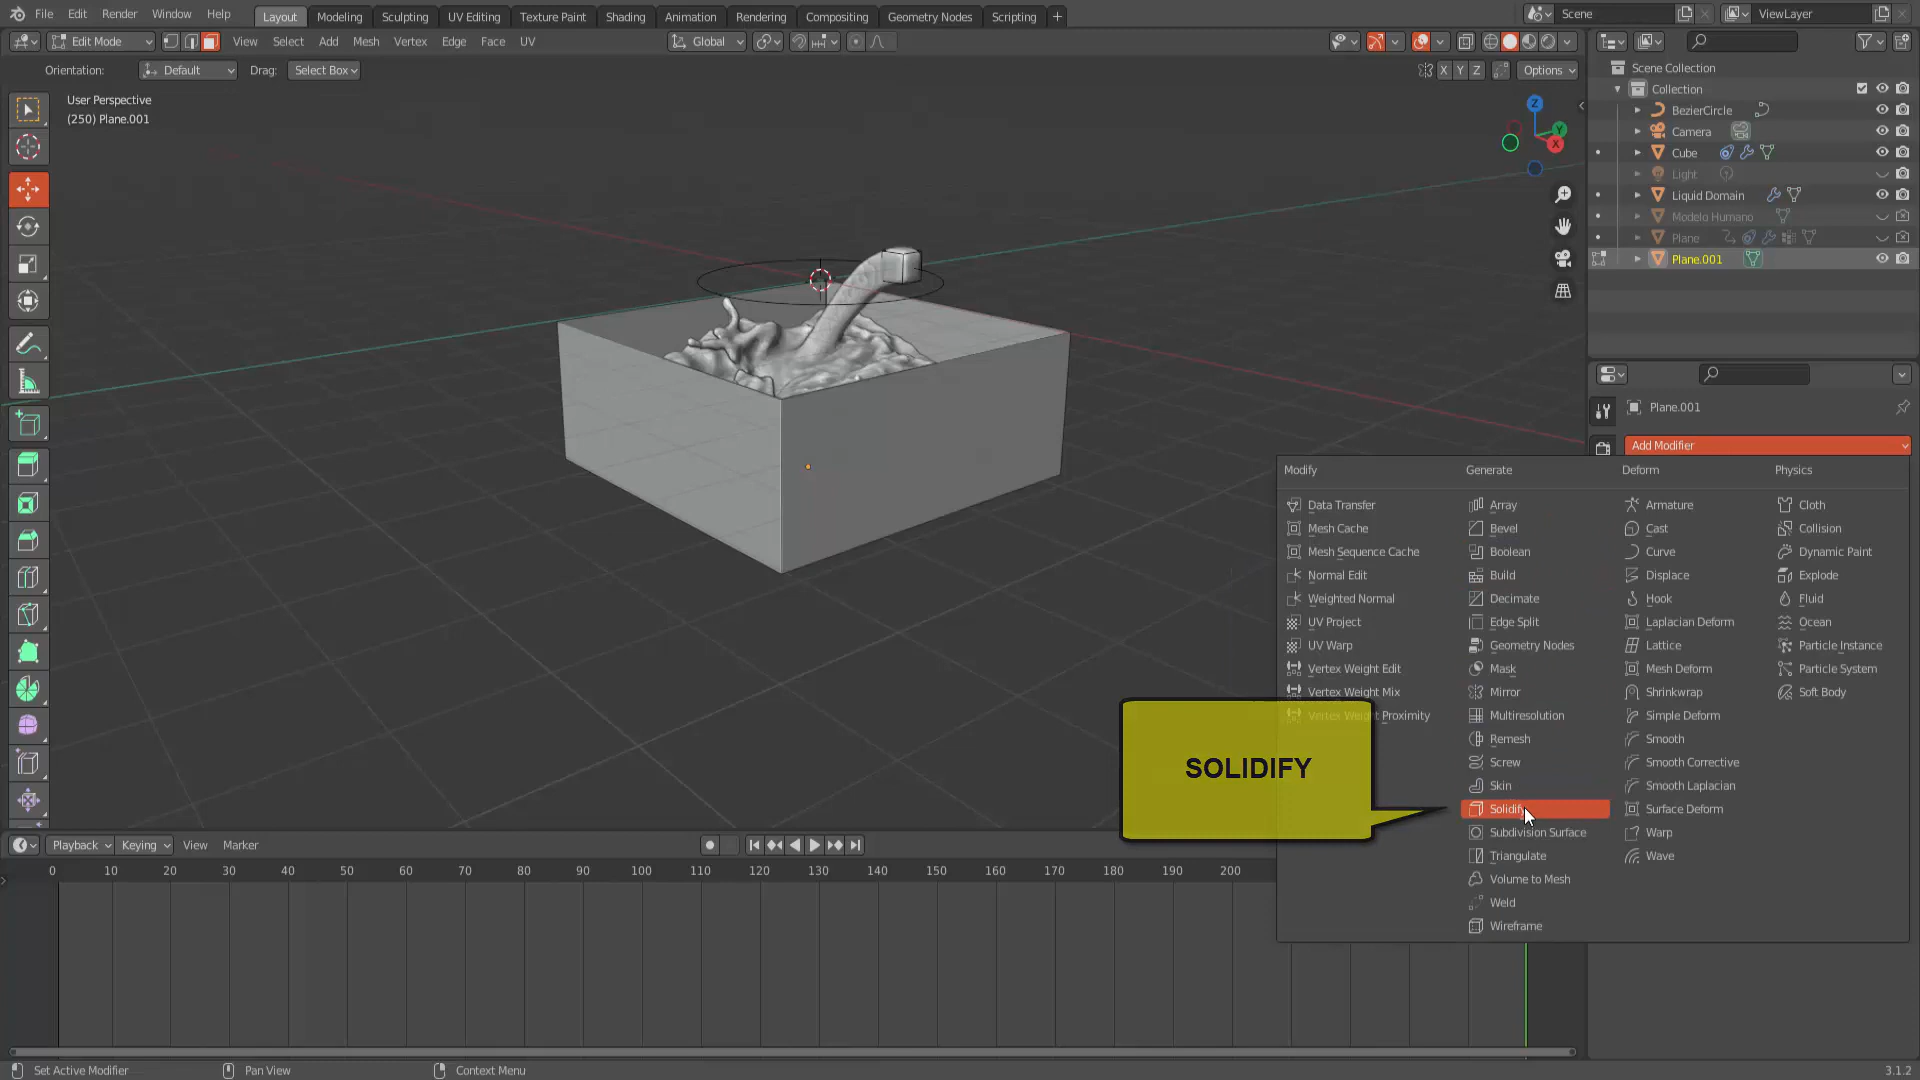 File Edit Render Window Help Layout Modeling Sculpting UV Editing Texture Paint Shading Animation Rendering Compositing Geometry Nodes Scripting + Scene ViewLayer
Edit Mode View Select Add Mesh Vertex Edge Face UV Global
Orientation: Default Drag: Select Box X Y Z Options
User Perspective
(250) Plane.001
Z
Y
X
Scene Collection
Collection
BezierCircle
Camera
Cube
Light
Liquid Domain
Modelo Humano
Plane
Plane.001
Plane.001
Add Modifier
Modify Generate Deform Physics
Data Transfer Array Armature Cloth
Mesh Cache Bevel Cast Collision
Mesh Sequence Cache Boolean Curve Dynamic Paint
Normal Edit Build Displace Explode
Weighted Normal Decimate Hook Fluid
UV Project Edge Split Laplacian Deform Ocean
UV Warp Geometry Nodes Lattice Particle Instance
Vertex Weight Edit Mask Mesh Deform Particle System
Vertex Weight Mix Mirror Shrinkwrap Soft Body
Vertex Weight Proximity Multiresolution Simple Deform
Remesh Smooth
Screw Smooth Corrective
Skin Smooth Laplacian
Solidify Surface Deform
Subdivision Surface Warp
Triangulate Wave
Volume to Mesh
Weld
Wireframe
SOLIDIFY
Playback Keying View Marker
0 10 20 30 40 50 60 70 80 90 100 110 120 130 140 150 160 170 180 190 200
Set Active Modifier Pan View Context Menu 3.1.2